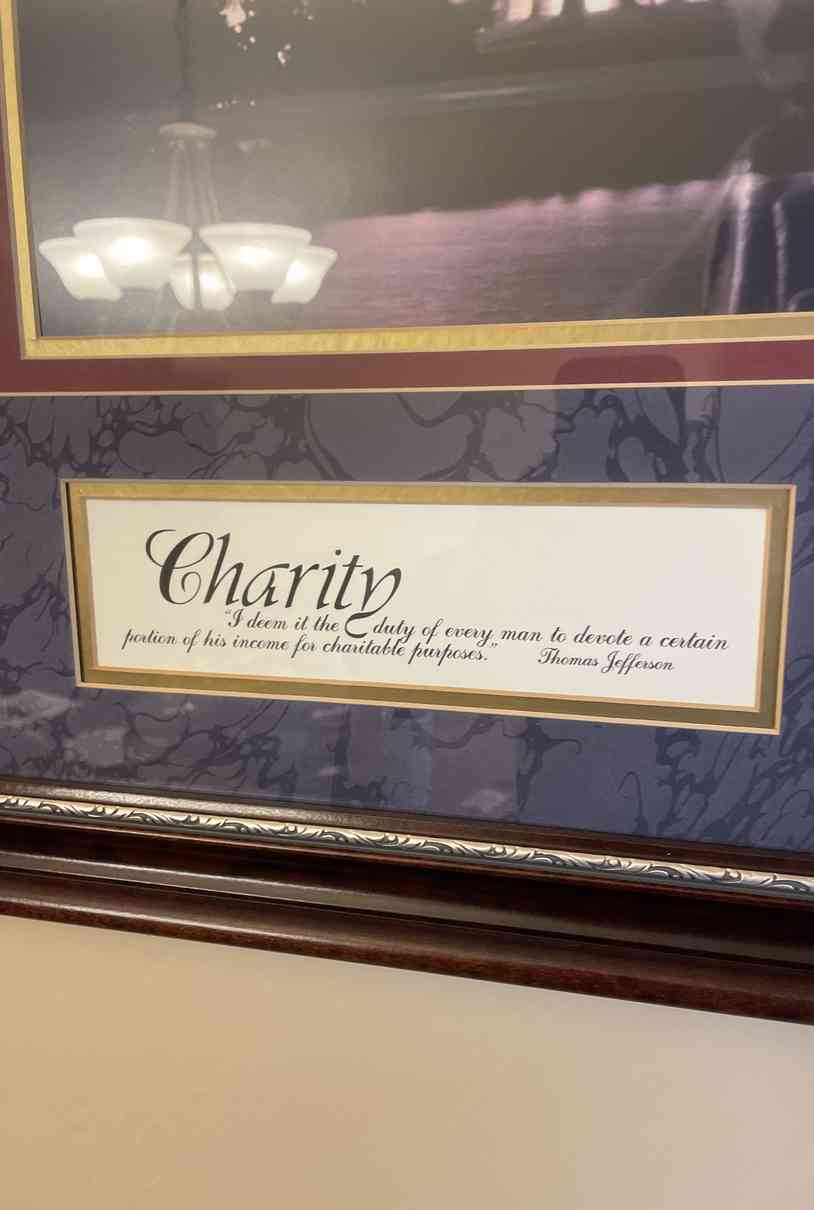 Charity
“I deem it the duty of every man to devote a certain
portion of his income for charitable purposes.” Thomas Jefferson